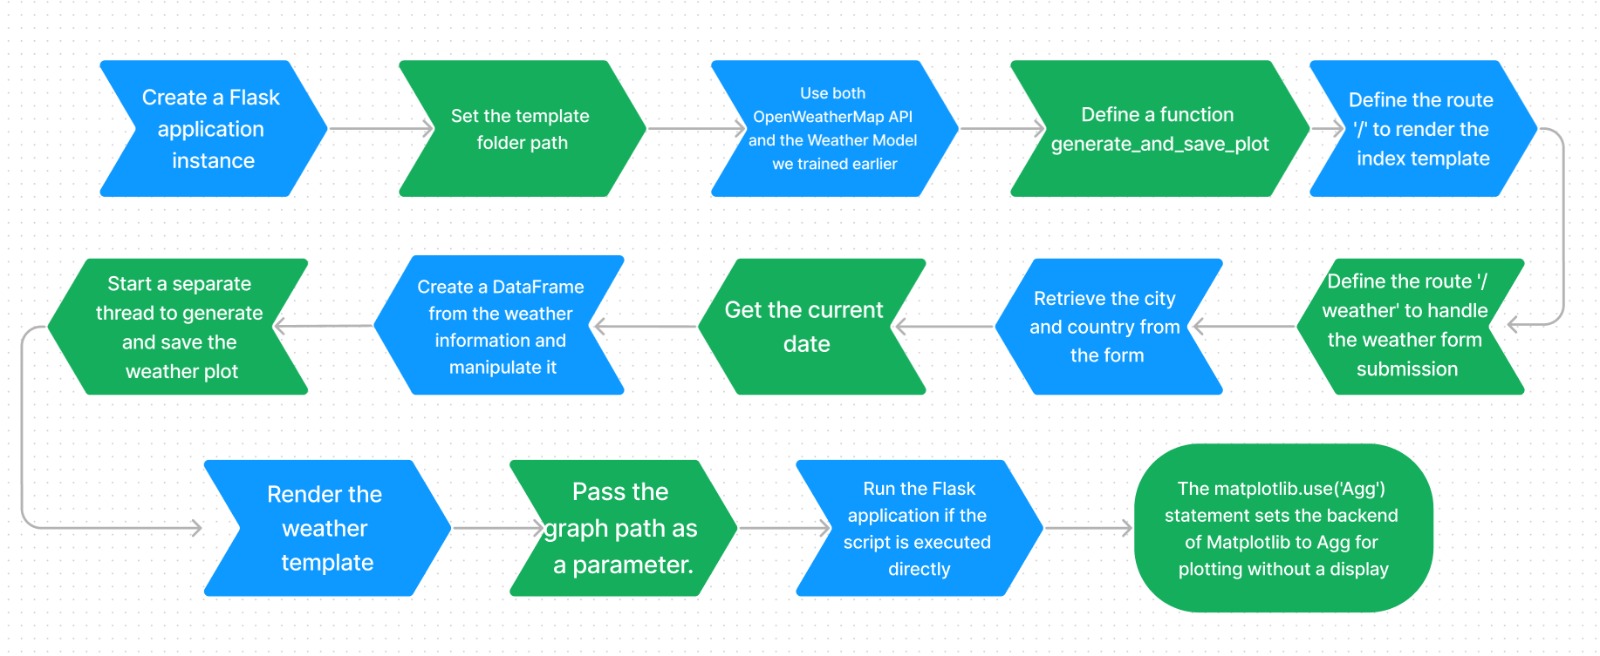 Create a Flask
application
instance
Set the template
folder path
Use both
OpenWeatherMap API
and the Weather Model
we trained earlier
Define a function
generate_and_save_plot
Define the route
'/' to render the
index template
Define the route '/
weather' to handle
the weather form
submission
Retrieve the city
and country from
the form
Get the current
date
Create a DataFrame
from the weather
information and
manipulate it
Start a separate
thread to generate
and save the
weather plot
Render the
weather
template
Pass the
graph path as
a parameter.
Run the Flask
application if the
script is executed
directly
The matplotlib.use('Agg')
statement sets the backend
of Matplotlib to Agg for
plotting without a display